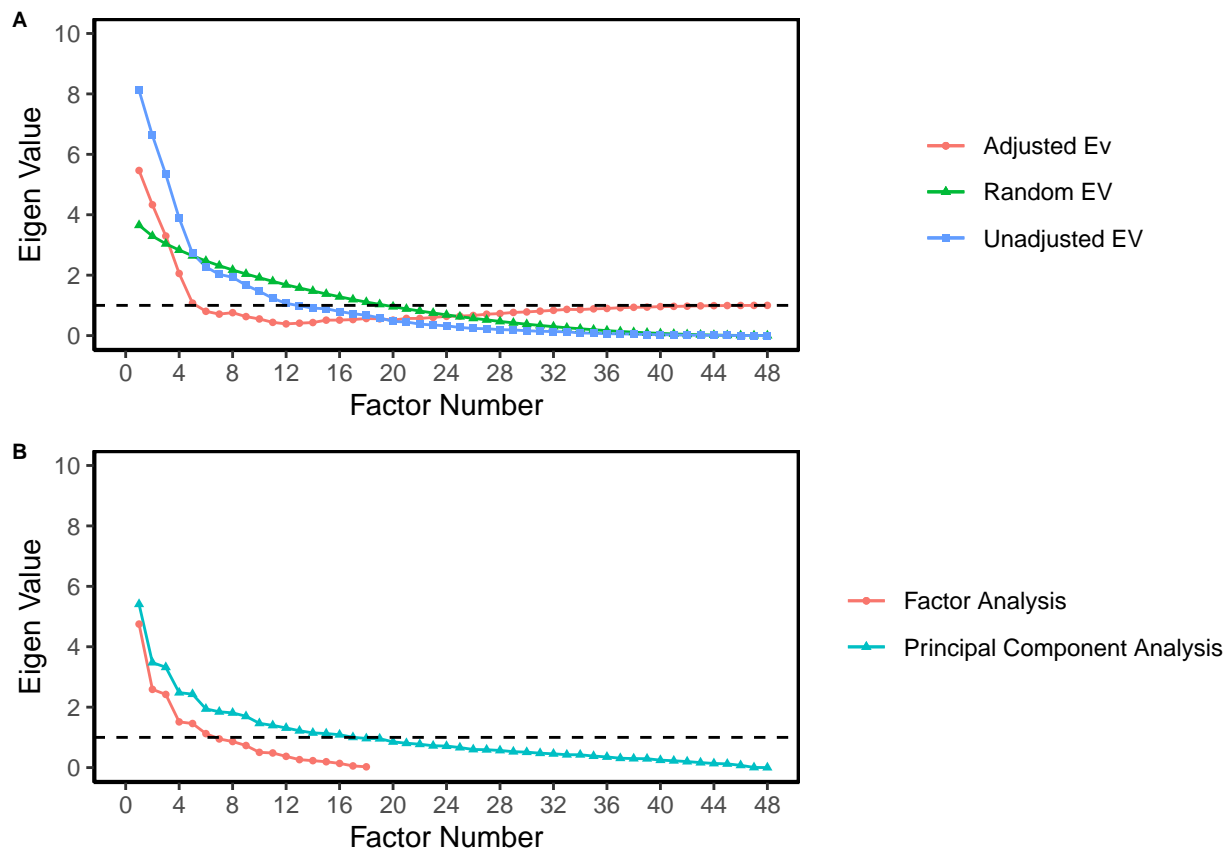 A
10
8
6
4
2
0
Eigen Value
0 4 8 12 16 20 24 28 32 36 40 44 48
Factor Number
Adjusted Ev
Random EV
Unadjusted EV
B
10
8
6
4
2
0
Eigen Value
0 4 8 12 16 20 24 28 32 36 40 44 48
Factor Number
Factor Analysis
Principal Component Analysis